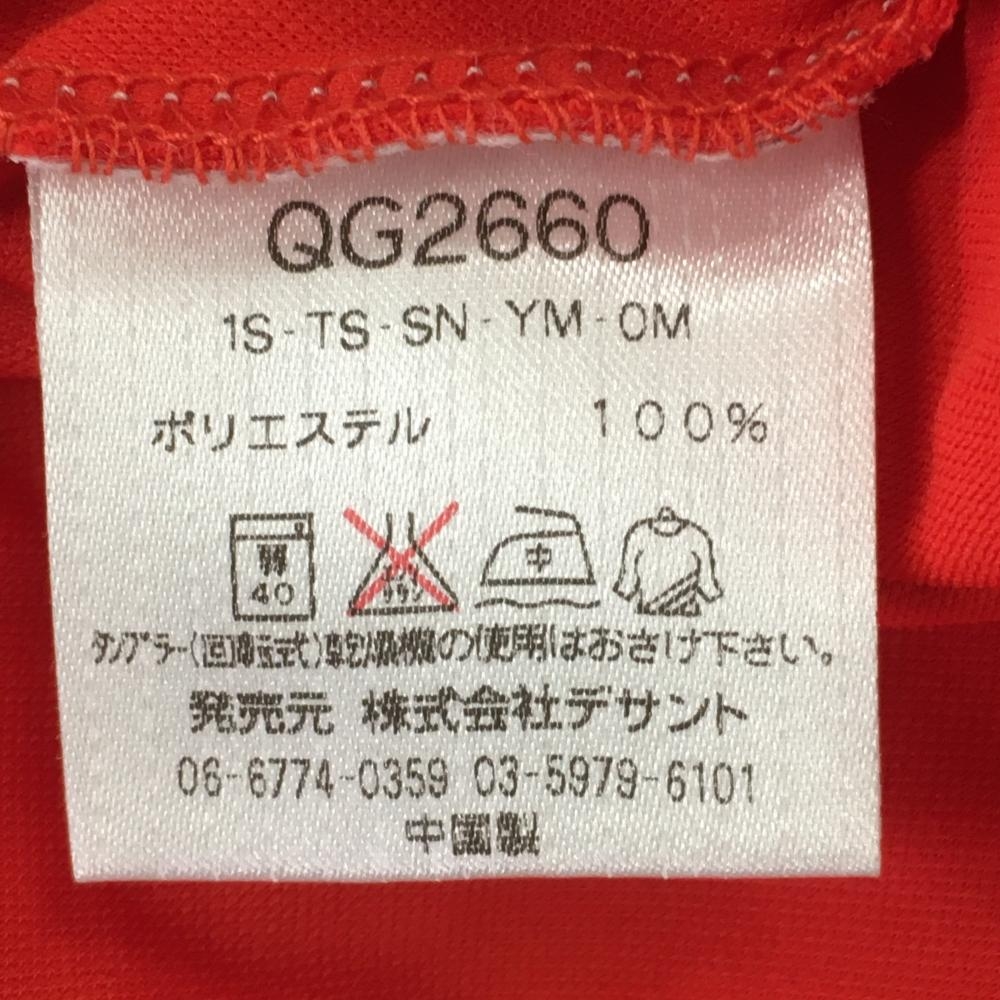 QG2660
1S-TS-SN-YM-OM
ポリエステル 100%
弱 40
中
タンブラー(回転式)乾燥機の使用はおさけ下さい。
発売元 株式会社デサント
06-6774-0359 03-5979-6101
中国製